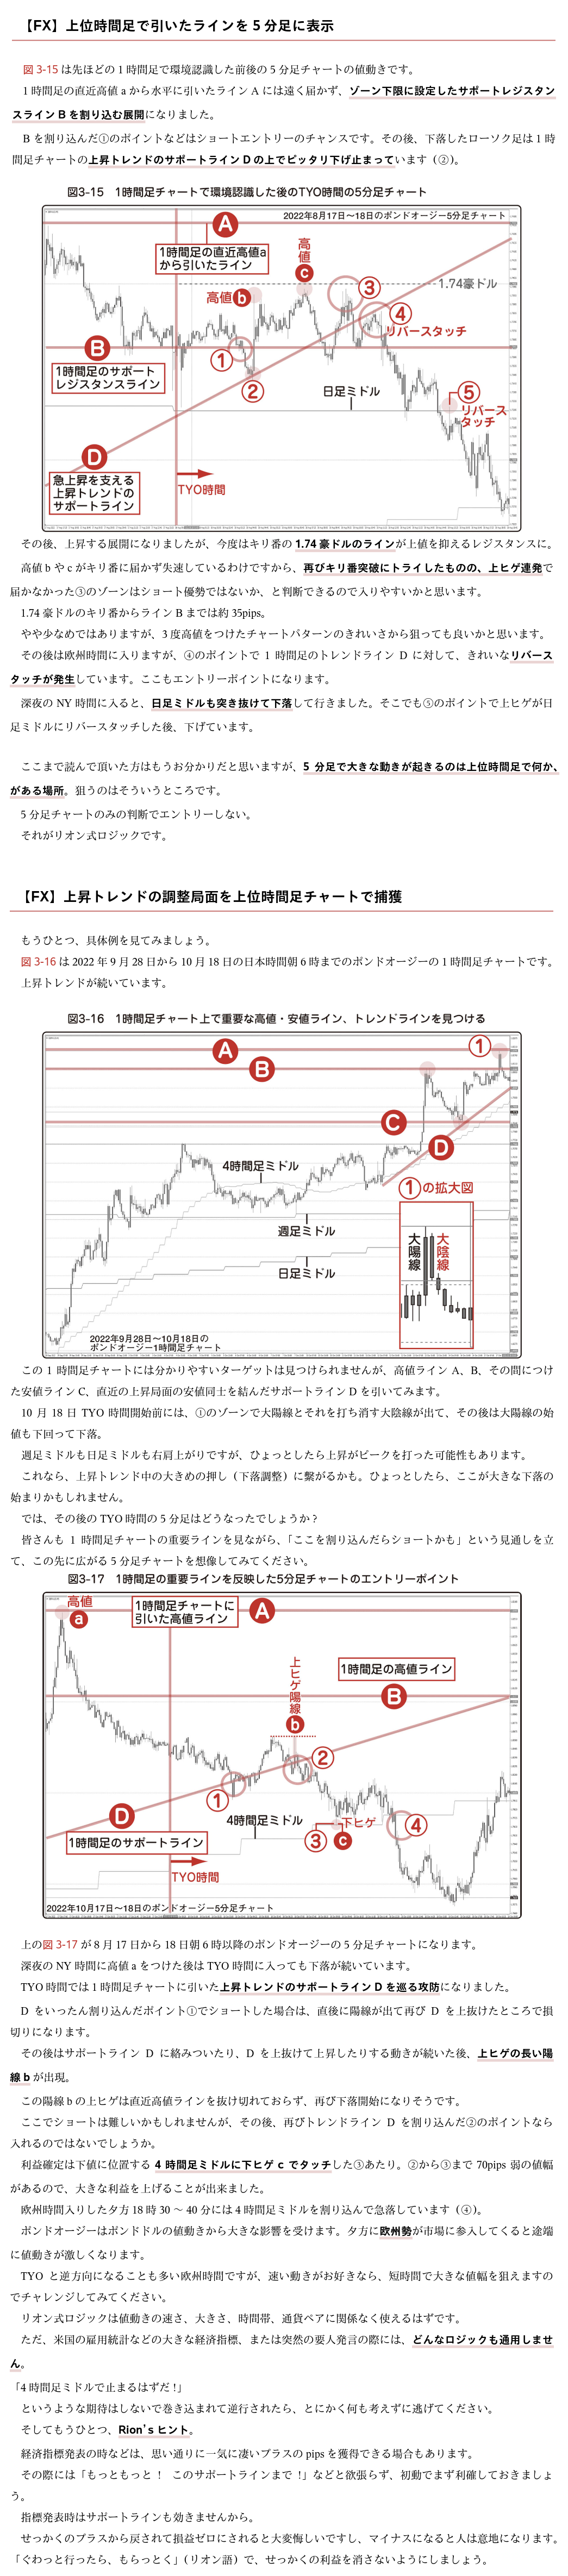 【FX】上位時間足で引いたラインを5分足に表示
図3-15は先ほどの1時間足で環境認識した前後の5分足チャートの値動きです。
1時間足の直近高値aから水平に引いたラインAには遠く届かず、ゾーン下限に設定したサポートレジスタン
スラインBを割り込む展開になりました。
Bを割り込んだ①のポイントなどはショートエントリーのチャンスです。その後、下落したローソク足は1時
間足チャートの上昇トレンドのサポートラインDの上でピッタリ下げ止まっています（②）。
図3-15　1時間足チャートで環境認識した後のTYO時間の5分足チャート
2022年8月17日〜18日のポンドオージー5分足チャート
A
1時間足の直近高値a
から引いたライン
高値
c
高値b
③
1.74豪ドル
④
リバースタッチ
B
①
1時間足のサポート
レジスタンスライン
②
日足ミドル
⑤
リバース
タッチ
D
急上昇を支える
上昇トレンドの
サポートライン
TYO時間
その後、上昇する展開になりましたが、今度はキリ番の1.74豪ドルのラインが上値を抑えるレジスタンスに。
高値bやcがキリ番に届かず失速しているわけですから、再びキリ番突破にトライしたものの、上ヒゲ連発で
届かなかった③のゾーンはショート優勢ではないか、と判断できるので入りやすいかと思います。
1.74豪ドルのキリ番からラインBまでは約35pips。
やや少なめではありますが、3度高値をつけたチャートパターンのきれいさから狙っても良いかと思います。
その後は欧州時間に入りますが、④のポイントで1時間足のトレンドラインDに対して、きれいなリバース
タッチが発生しています。ここもエントリーポイントになります。
深夜のNY時間に入ると、日足ミドルも突き抜けて下落して行きました。そこでも⑤のポイントで上ヒゲが日
足ミドルにリバースタッチした後、下げています。
ここまで読んで頂いた方はもうお分かりだと思いますが、5分足で大きな動きが起きるのは上位時間足で何か、
がある場所。狙うのはそういうところです。
5分足チャートのみの判断でエントリーしない。
それがリオン式ロジックです。
【FX】上昇トレンドの調整局面を上位時間足チャートで捕獲
もうひとつ、具体例を見てみましょう。
図3-16は2022年9月28日から10月18日の日本時間朝6時までのポンドオージーの1時間足チャートです。
上昇トレンドが続いています。
図3-16　1時間足チャート上で重要な高値・安値ライン、トレンドラインを見つける
①
A
B
C
D
4時間足ミドル
①の拡大図
大陽線
大陰線
週足ミドル
日足ミドル
2022年9月28日〜10月18日の
ポンドオージー1時間足チャート
この1時間足チャートには分かりやすいターゲットは見つけられませんが、高値ラインA、B、その間につけ
た安値ラインC、直近の上昇局面の安値同士を結んだサポートラインDを引いてみます。
10月18日TYO時間開始前には、①のゾーンで大陽線とそれを打ち消す大陰線が出て、その後は大陽線の始
値も下回って下落。
週足ミドルも日足ミドルも右肩上がりですが、ひょっとしたら上昇がピークを打った可能性もあります。
これなら、上昇トレンド中の大きめの押し（下落調整）に繋がるかも。ひょっとしたら、ここが大きな下落の
始まりかもしれません。
では、その後のTYO時間の5分足はどうなったでしょうか？
皆さんも1時間足チャートの重要ラインを見ながら、「ここを割り込んだらショートかも」という見通しを立
て、この先に広がる5分足チャートを想像してみてください。
図3-17　1時間足の重要ラインを反映した5分足チャートのエントリーポイント
高値
a
1時間足チャートに
引いた高値ライン
A
上ヒゲ陽線
b
1時間足の高値ライン
B
②
①
D
1時間足のサポートライン
4時間足ミドル
③
下ヒゲ
c
④
TYO時間
2022年10月17日〜18日のポンドオージー5分足チャート
上の図3-17が8月17日から18日朝6時以降のポンドオージーの5分足チャートになります。
深夜のNY時間に高値aをつけた後はTYO時間に入っても下落が続いています。
TYO時間では1時間足チャートに引いた上昇トレンドのサポートラインDを巡る攻防になりました。
Dをいったん割り込んだポイント①でショートした場合は、直後に陽線が出て再びDを上抜けたところで損
切りになります。
その後はサポートラインDに絡みついたり、Dを上抜けて上昇したりする動きが続いた後、上ヒゲの長い陽
線bが出現。
この陽線bの上ヒゲは直近高値ラインを抜け切れておらず、再び下落開始になりそうです。
ここでショートは難しいかもしれませんが、その後、再びトレンドラインDを割り込んだ②のポイントなら
入れるのではないでしょうか。
利益確定は下値に位置する4時間足ミドルに下ヒゲcでタッチした③あたり。②から③まで70pips弱の値幅
があるので、大きな利益を上げることが出来ました。
欧州時間入りした夕方18時30〜40分には4時間足ミドルを割り込んで急落しています（④）。
ポンドオージーはポンドドルの値動きから大きな影響を受けます。夕方に欧州勢が市場に参入してくると途端
に値動きが激しくなります。
TYOと逆方向になることも多い欧州時間ですが、速い動きがお好きなら、短時間で大きな値幅を狙えますの
でチャレンジしてみてください。
リオン式ロジックは値動きの速さ、大きさ、時間帯、通貨ペアに関係なく使えるはずです。
ただ、米国の雇用統計などの大きな経済指標、または突然の要人発言の際には、どんなロジックも通用しませ
ん。
「4時間足ミドルで止まるはずだ！」
というような期待はしないで巻き込まれて逆行されたら、とにかく何も考えずに逃げてください。
そしてもうひとつ、Rion'sヒント。
経済指標発表の時などは、思い通りに一気に凄いプラスのpipsを獲得できる場合もあります。
その際には「もっともっと！　このサポートラインまで！」などと欲張らず、初動でまず利確しておきましょ
う。
指標発表時はサポートラインも効きませんから。
せっかくのプラスから戻されて損益ゼロにされると大変悔しいですし、マイナスになると人は意地になります。
「ぐわっと行ったら、もらっとく」（リオン語）で、せっかくの利益を消さないようにしましょう。